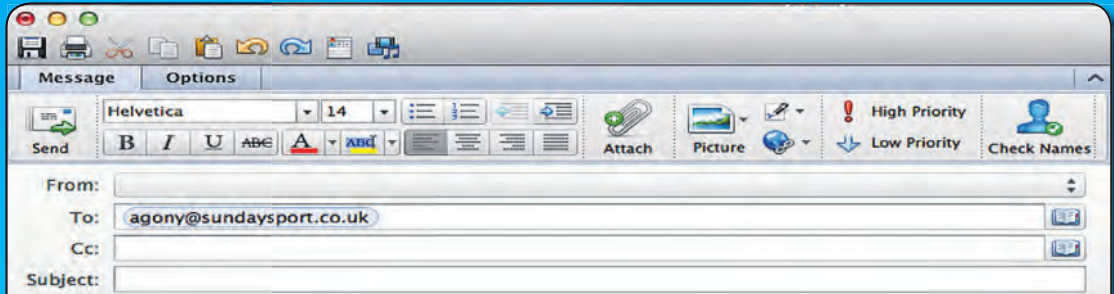 Message Options
Helvetica 14
High Priority
B I U ABC A ABC
Send Attach Picture Low Priority Check Names
From:
To: agony@sundaysport.co.uk
Cc:
Subject: